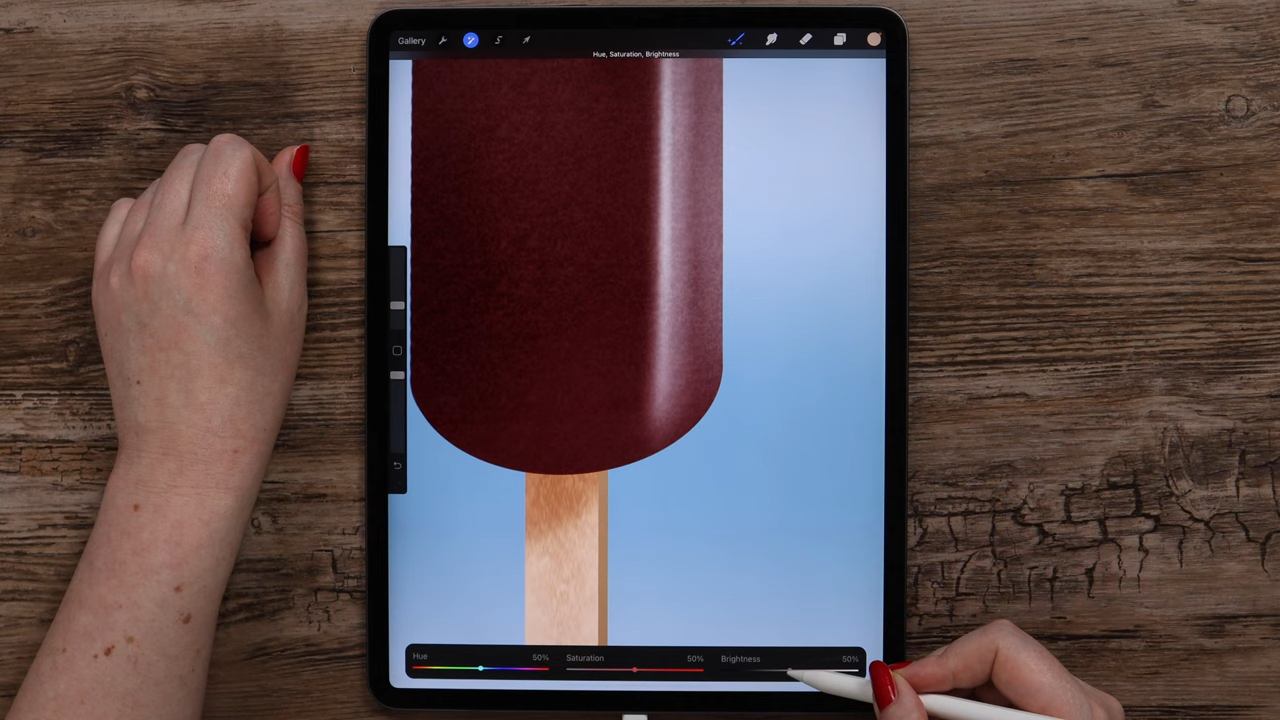 Gallery
Hue, Saturation, Brightness
Hue 50% Saturation 50% Brightness 50%